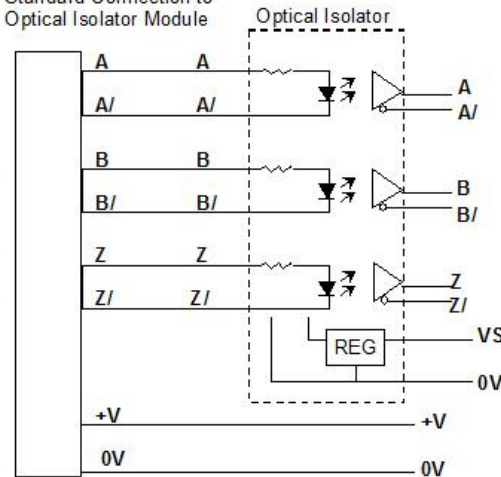 Standard Connection to
Optical Isolator Module
Optical Isolator
A A A
A/ A/ A/
B B B
B/ B/ B/
Z Z Z
Z/ Z/ Z/
REG VS
0V
+V +V
0V 0V